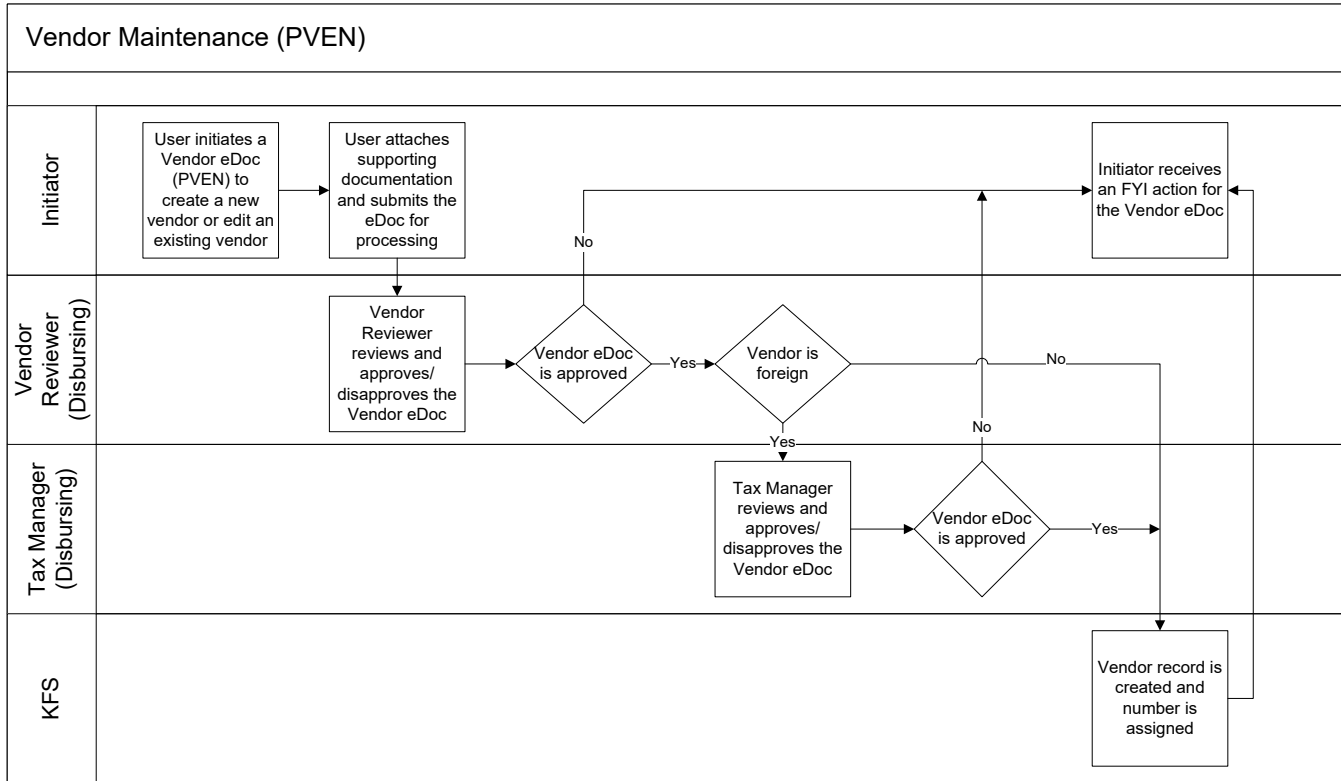 Vendor Maintenance (PVEN)
Initiator
User initiates a
Vendor eDoc
(PVEN) to
create a new
vendor or edit an
existing vendor
User attaches
supporting
documentation
and submits the
eDoc for
processing
Initiator receives
an FYI action for
the Vendor eDoc
No
Vendor
Reviewer
(Disbursing)
Vendor
Reviewer
reviews and
approves/
disapproves the
Vendor eDoc
Vendor eDoc
is approved
Yes
Vendor is
foreign
No
Yes
No
Tax Manager
(Disbursing)
Tax Manager
reviews and
approves/
disapproves the
Vendor eDoc
Vendor eDoc
is approved
Yes
KFS
Vendor record is
created and
number is
assigned